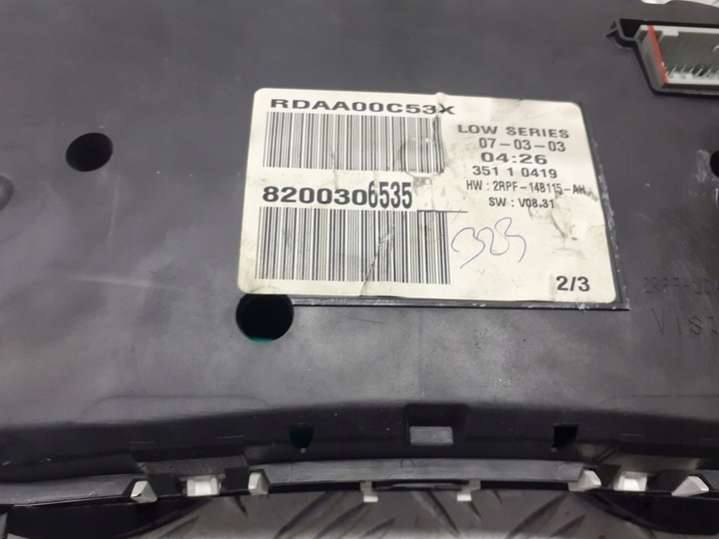 RDAA00C53X
LOW SERIES
07-03-03
04:26
351 1 0419
HW : 2RPF-14B115-AH
SW : V08.31
8200306535
323
2/3